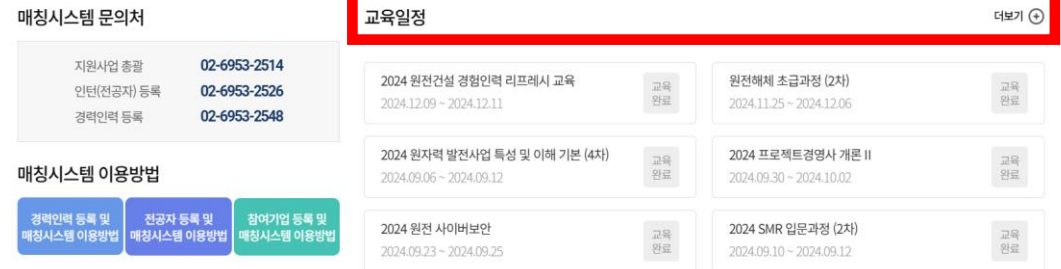 매칭시스템 문의처
지원사업 총괄 02-6953-2514
인턴(전공자) 등록 02-6953-2526
경력인력 등록 02-6953-2548
매칭시스템 이용방법
경력인력 등록 및
매칭시스템 이용방법
전공자 등록 및
매칭시스템 이용방법
참여기업 등록 및
매칭시스템 이용방법
교육일정
더보기
2024 원전건설 경험인력 리프레시 교육
2024.12.09 ~ 2024.12.11
교육
완료
원전해체 초급과정 (2차)
2024.11.25 ~ 2024.12.06
교육
완료
2024 원자력 발전사업 특성 및 이해 기본 (4차)
2024.09.06 ~ 2024.09.12
교육
완료
2024 프로젝트경영사 개론 II
2024.09.30 ~ 2024.10.02
교육
완료
2024 원전 사이버보안
2024.09.23 ~ 2024.09.25
교육
완료
2024 SMR 입문과정 (2차)
2024.09.10 ~ 2024.09.12
교육
완료